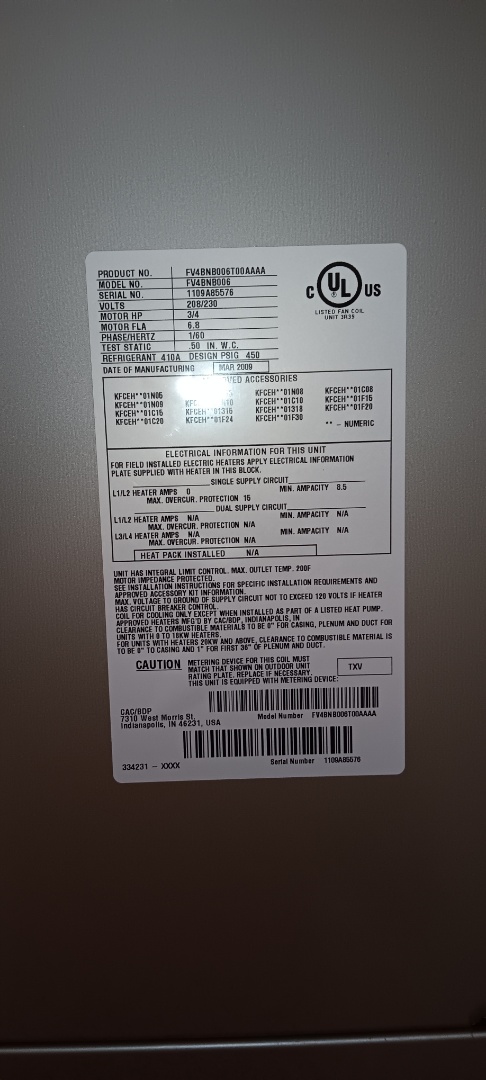 PRODUCT NO. FV4BNB006T00AAAA
MODEL NO. FV4BNB006
SERIAL NO. 1109A85576
VOLTS 208/230
MOTOR HP 3/4
MOTOR FLA 6.8
PHASE/HERTZ 1/60
TEST STATIC .50 IN. W.C.
REFRIGERANT 410A DESIGN PSIG 450
DATE OF MANUFACTURING MAR 2009
C UL US
LISTED FAN COIL
UNIT 3R39
ACCESSORIES
KFCEH**01N05 KFCEH**01N08 KFCEH**01C08
KFCEH**01N09 KFCEH**01C10 KFCEH**01F15
KFCEH**01C15 KFCEH**01316 KFCEH**01318 KFCEH**01F20
KFCEH**01C20 KFCEH**01F24 KFCEH**01F30
** - NUMERIC
ELECTRICAL INFORMATION FOR THIS UNIT
FOR FIELD INSTALLED ELECTRIC HEATERS APPLY ELECTRICAL INFORMATION
PLATE SUPPLIED WITH HEATER IN THIS BLOCK.
SINGLE SUPPLY CIRCUIT
L1/L2 HEATER AMPS 0 MIN. AMPACITY 8.5
MAX. OVERCUR. PROTECTION 15
DUAL SUPPLY CIRCUIT
L1/L2 HEATER AMPS N/A MIN. AMPACITY N/A
MAX. OVERCUR. PROTECTION N/A
L3/L4 HEATER AMPS N/A MIN. AMPACITY N/A
MAX. OVERCUR. PROTECTION N/A
HEAT PACK INSTALLED N/A
UNIT HAS INTEGRAL LIMIT CONTROL. MAX. OUTLET TEMP. 200F
MOTOR IMPEDANCE PROTECTED.
SEE INSTALLATION INSTRUCTIONS FOR SPECIFIC INSTALLATION REQUIREMENTS AND
APPROVED ACCESSORY KIT INFORMATION.
MAX. VOLTAGE TO GROUND OF SUPPLY CIRCUIT NOT TO EXCEED 120 VOLTS IF HEATER
HAS CIRCUIT BREAKER CONTROL.
COIL FOR COOLING ONLY EXCEPT WHEN INSTALLED AS PART OF A LISTED HEAT PUMP.
APPROVED HEATERS MFG'D BY CAC/BDP, INDIANAPOLIS, IN
CLEARANCE TO COMBUSTIBLE MATERIALS TO BE 0" FOR CASING, PLENUM AND DUCT FOR
UNITS WITH 0 TO 18KW HEATERS.
FOR UNITS WITH HEATERS 20KW AND ABOVE, CLEARANCE TO COMBUSTIBLE MATERIAL IS
TO BE 0" TO CASING AND 1" FOR FIRST 36" OF PLENUM AND DUCT.
CAUTION METERING DEVICE FOR THIS COIL MUST
MATCH THAT SHOWN ON OUTDOOR UNIT
RATING PLATE. REPLACE IF NECESSARY.
THIS UNIT IS EQUIPPED WITH METERING DEVICE:
TXV
CAC/BDP
7310 West Morris St.
Indianapolis, IN 46231, USA
Model Number FV4BNB006T00AAAA
Serial Number 1109A85576
334231 - XXXX